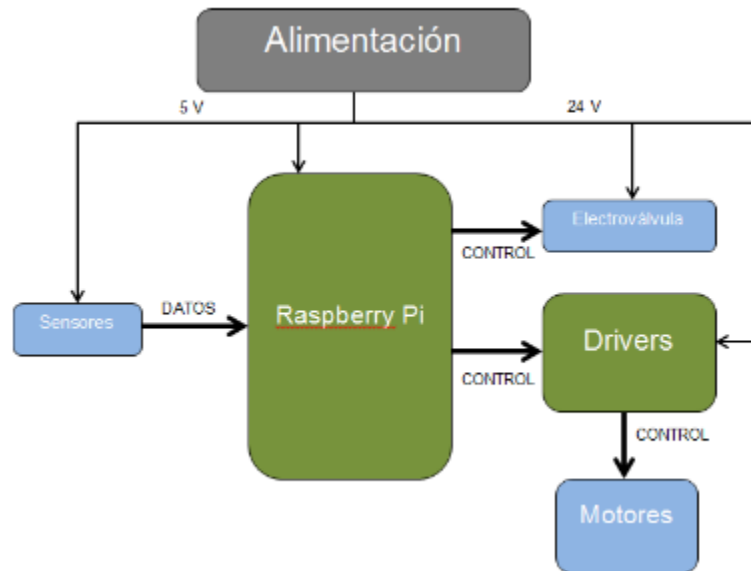 Alimentación
5 V
24 V
Electroválvula
CONTROL
Sensores
DATOS
Raspberry Pi
Drivers
CONTROL
CONTROL
Motores